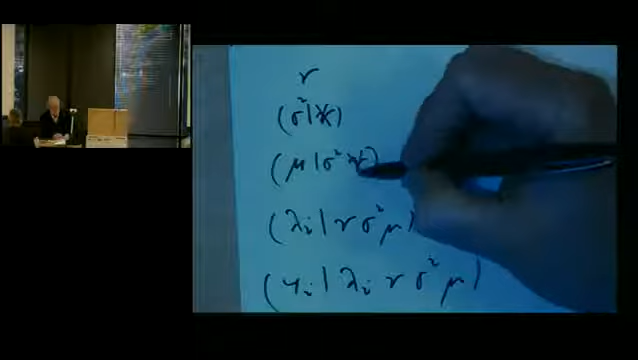 ν
(σ²|
(μ|σ²
(λᵢ|ν σ² μ)
(yᵢ|λᵢ ν σ² μ)